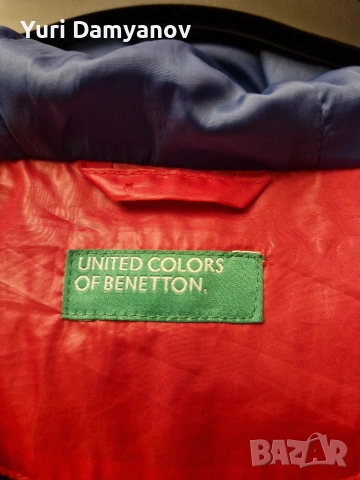 Yuri Damyanov
UNITED COLORS
OF BENETTON.
BAZAR